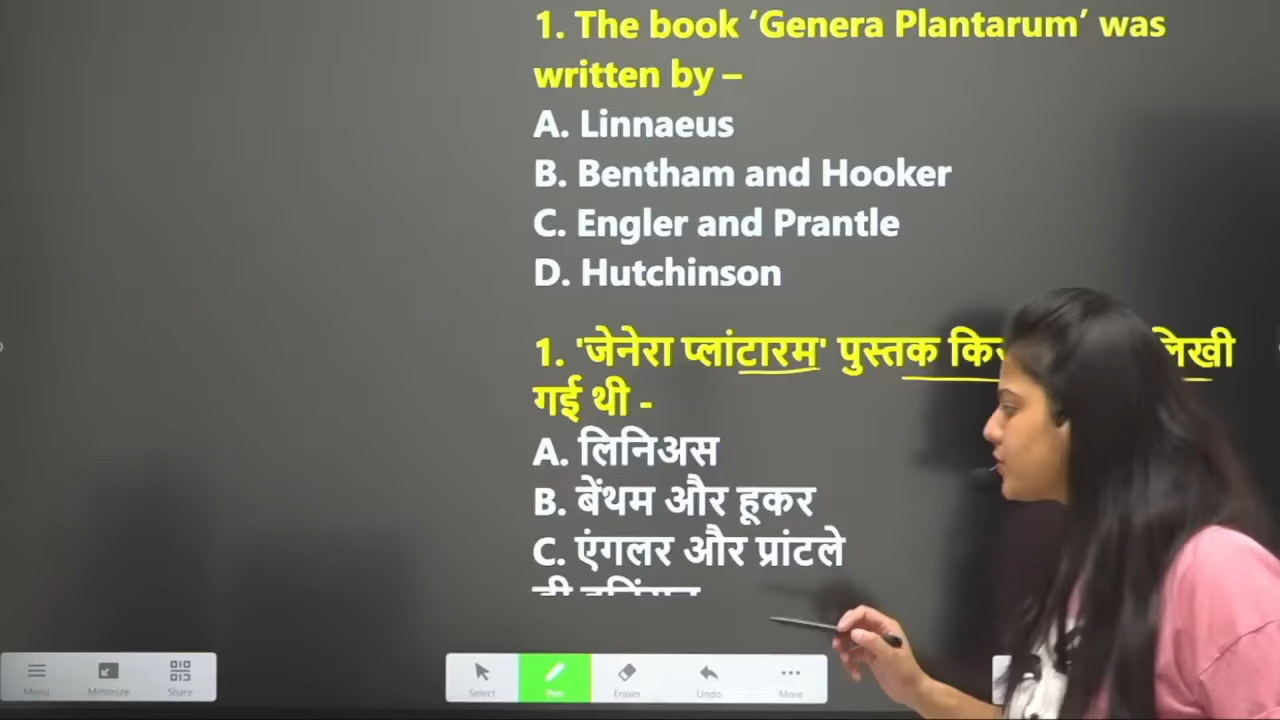 1. The book ‘Genera Plantarum’ was
written by –
A. Linnaeus
B. Bentham and Hooker
C. Engler and Prantle
D. Hutchinson
1. 'जेनेरा प्लांटारम' पुस्तक लिखी
गई थी -
A. लिनिअस
B. बेंथम और हूकर
C. एंगलर और प्रांटले
Menu Minimize Share Select Pen Eraser Undo More